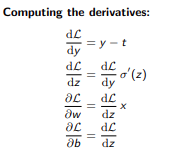 Computing the derivatives:
dℒ/dy = y − t
dℒ/dz = dℒ/dy σ′(z)
∂ℒ/∂w = dℒ/dz x
∂ℒ/∂b = dℒ/dz